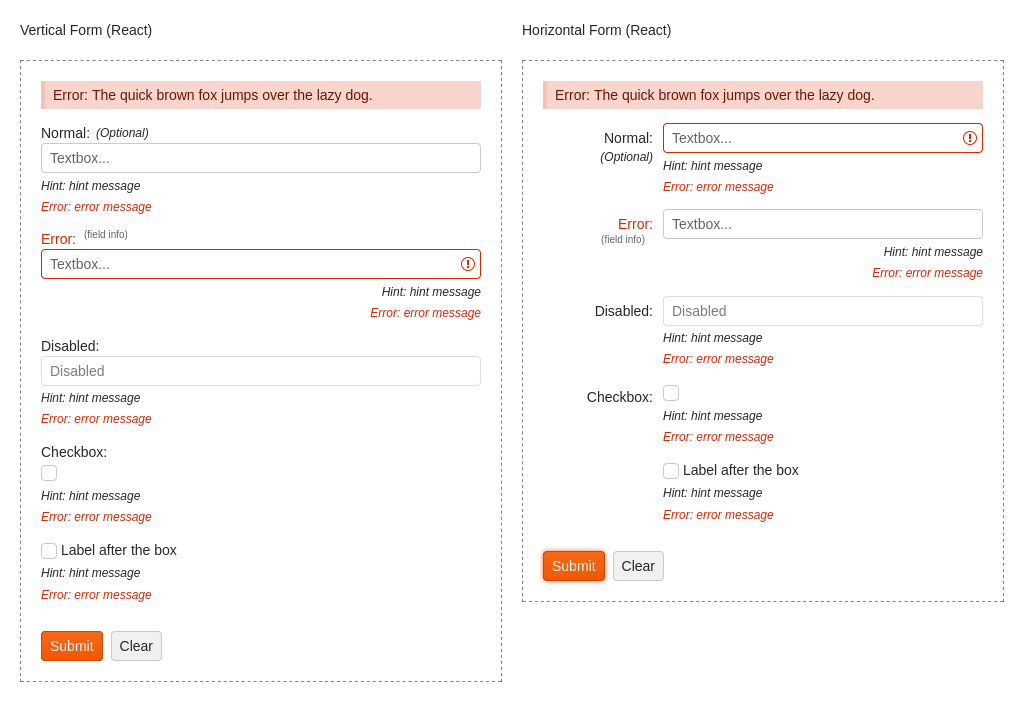 Vertical Form (React)
Error: The quick brown fox jumps over the lazy dog.
Normal: (Optional)
Textbox...
Hint: hint message
Error: error message
Error: (field info)
Textbox...
Hint: hint message
Error: error message
Disabled:
Disabled
Hint: hint message
Error: error message
Checkbox:
Hint: hint message
Error: error message
Label after the box
Hint: hint message
Error: error message
Submit Clear
Horizontal Form (React)
Error: The quick brown fox jumps over the lazy dog.
Normal: Textbox...
(Optional) Hint: hint message
Error: error message
Error: Textbox...
(field info) Hint: hint message
Error: error message
Disabled: Disabled
Hint: hint message
Error: error message
Checkbox:
Hint: hint message
Error: error message
Label after the box
Hint: hint message
Error: error message
Submit Clear